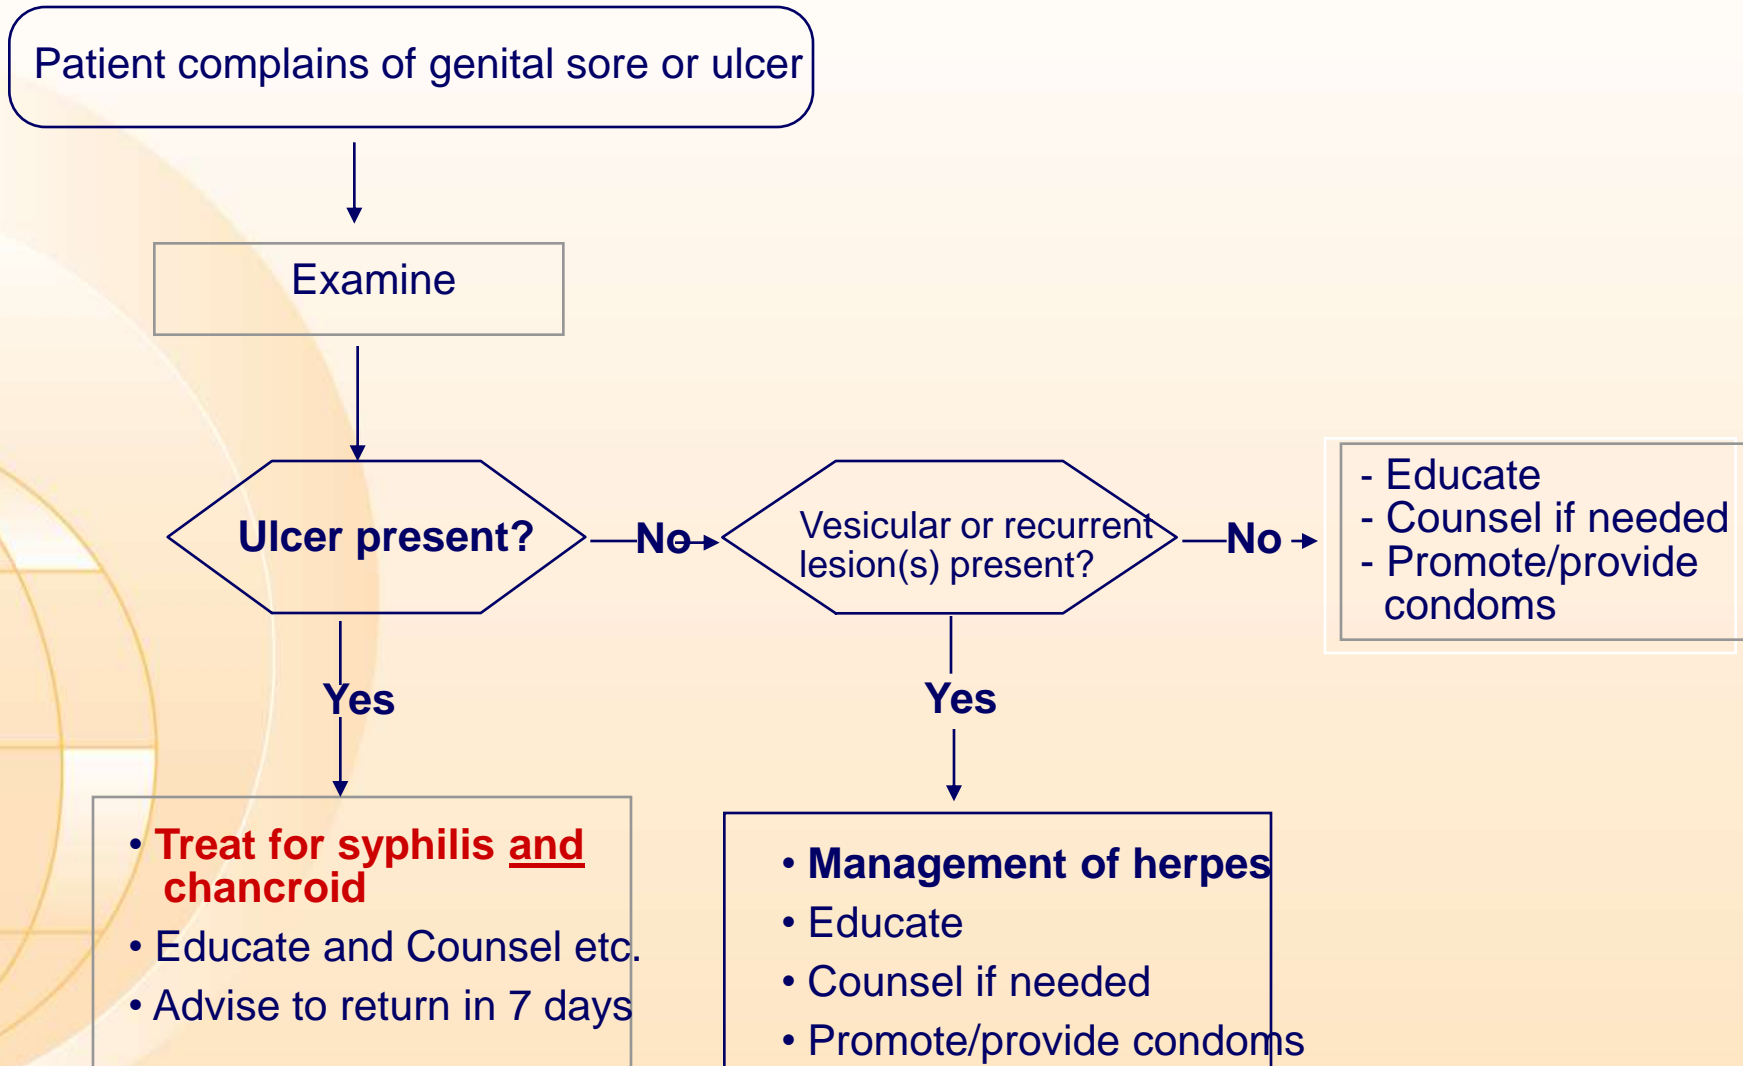 Patient complains of genital sore or ulcer
Examine
Ulcer present?
No
Vesicular or recurrent
lesion(s) present?
No
- Educate
- Counsel if needed
- Promote/provide
condoms
Yes
Yes
• Treat for syphilis and
chancroid
• Educate and Counsel etc.
• Advise to return in 7 days
• Management of herpes
• Educate
• Counsel if needed
• Promote/provide condoms